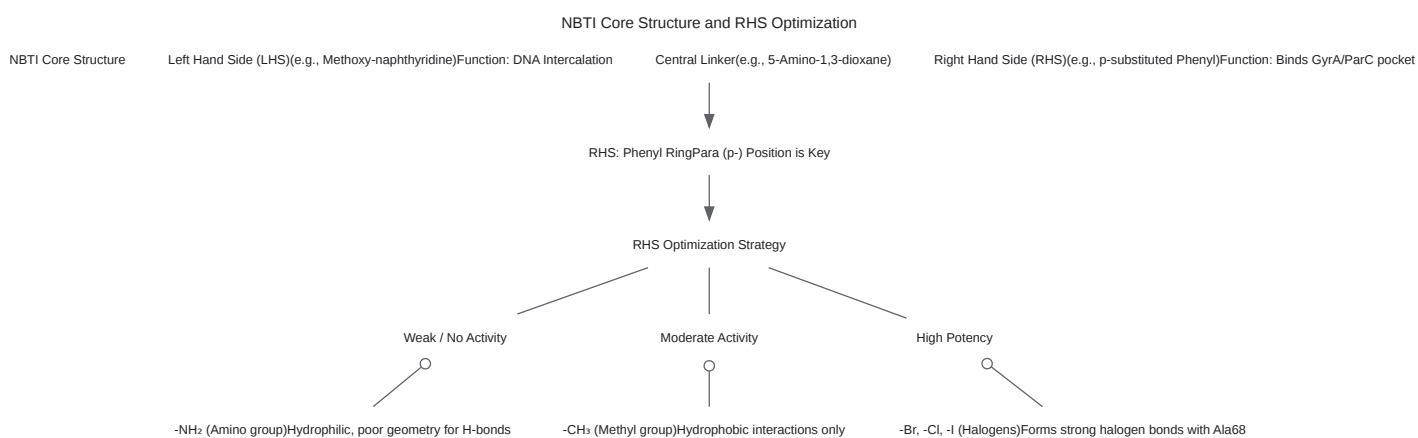 NBTI Core Structure and RHS Optimization
NBTI Core Structure
Left Hand Side (LHS)(e.g., Methoxy-naphthyridine)Function: DNA Intercalation
Central Linker(e.g., 5-Amino-1,3-dioxane)
Right Hand Side (RHS)(e.g., p-substituted Phenyl)Function: Binds GyrA/ParC pocket
RHS: Phenyl RingPara (p-) Position is Key
RHS Optimization Strategy
Weak / No Activity
Moderate Activity
High Potency
-NH₂ (Amino group)Hydrophilic, poor geometry for H-bonds
-CH₃ (Methyl group)Hydrophobic interactions only
-Br, -Cl, -I (Halogens)Forms strong halogen bonds with Ala68